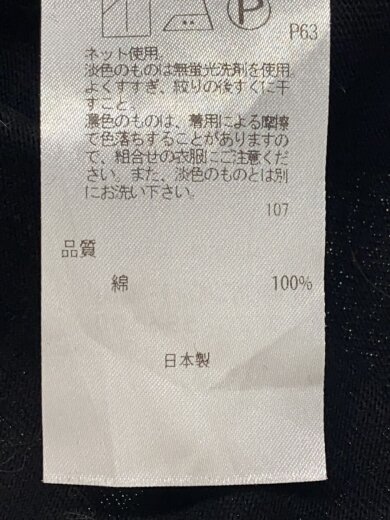 P
P63
ネット使用。
淡色のものは無蛍光洗剤を使用。
よくすすぎ、絞りの後すぐに干
すこと。
濃色のものは、着用による摩擦
で色落ちすることがありますの
で、組合せの衣服にご注意くだ
さい。また、淡色のものとは別
にお洗い下さい。
107
品質
綿 100%
日本製